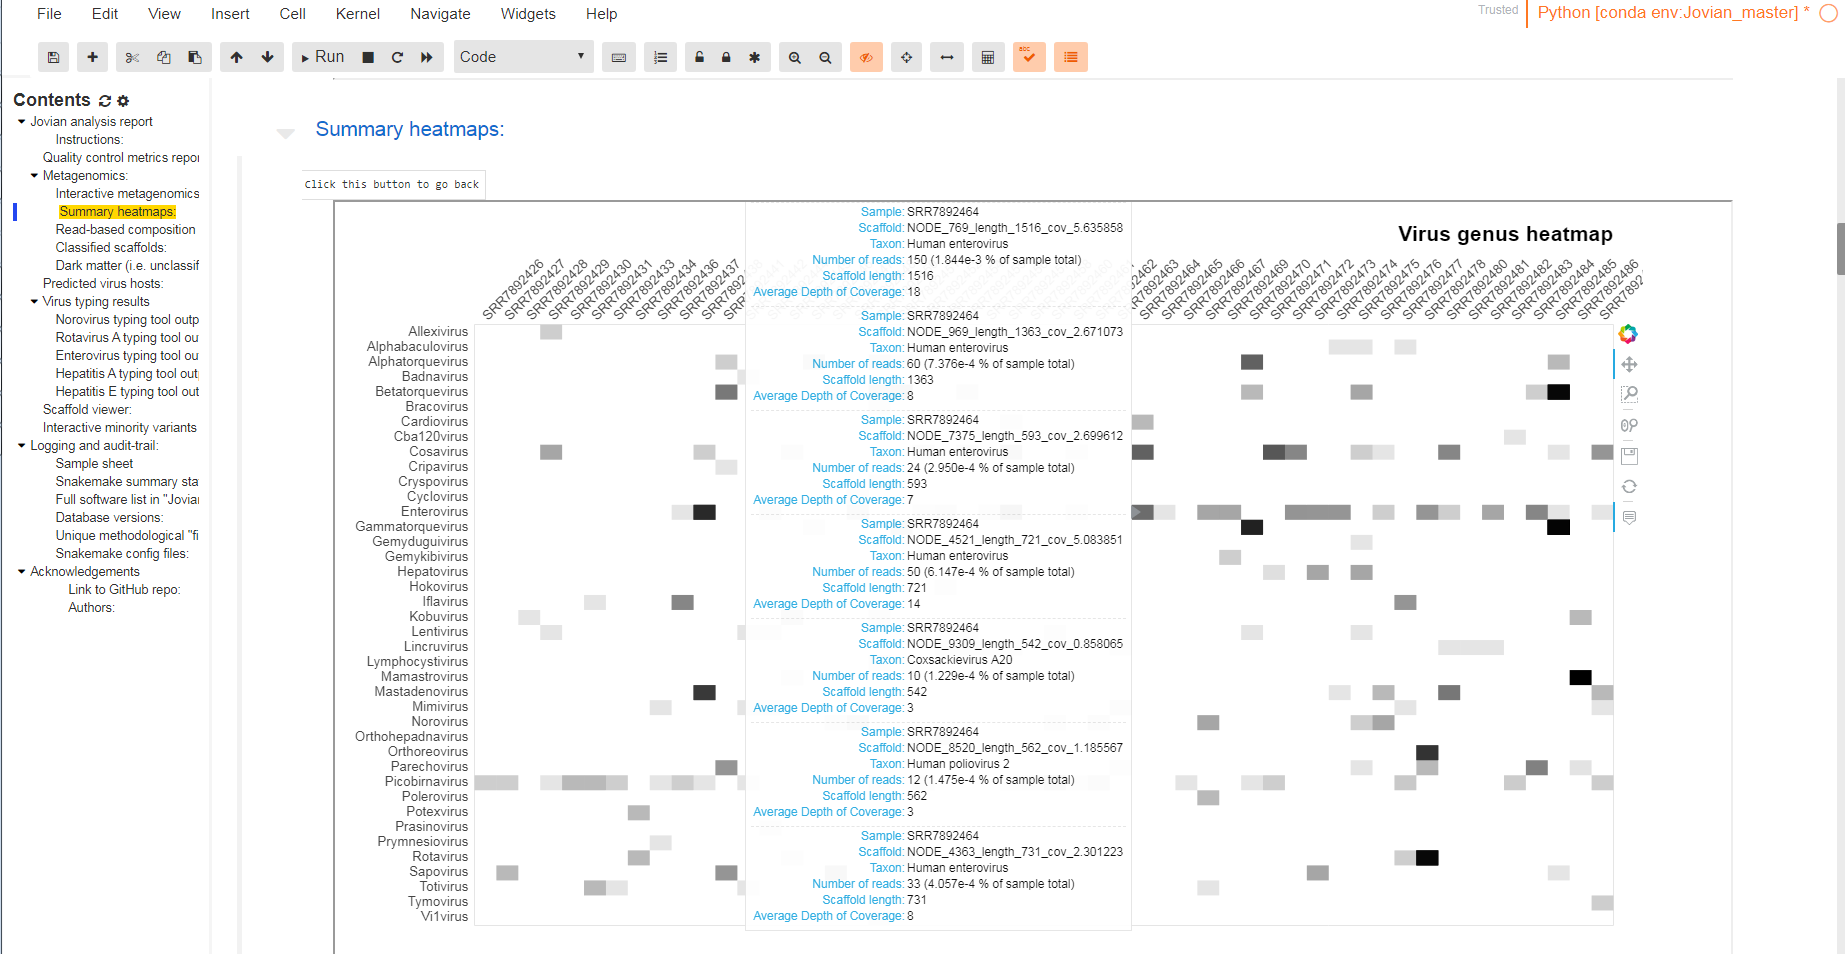 File Edit View Insert Cell Kernel Navigate Widgets Help
Trusted
Python [conda env:Jovian_master] *
Run
Code
abc
Contents
Jovian analysis report
Instructions:
Quality control metrics repor
Metagenomics:
Interactive metagenomics
Summary heatmaps:
Read-based composition
Classified scaffolds:
Dark matter (i.e. unclassif
Predicted virus hosts:
Virus typing results
Norovirus typing tool outp
Rotavirus A typing tool ou
Enterovirus typing tool ou
Hepatitis A typing tool out
Hepatitis E typing tool out
Scaffold viewer:
Interactive minority variants
Logging and audit-trail:
Sample sheet
Snakemake summary sta
Full software list in "Jovia
Database versions:
Unique methodological "fi
Snakemake config files:
Acknowledgements
Link to GitHub repo:
Authors:
Summary heatmaps:
Click this button to go back
Virus genus heatmap
SRR7892426
SRR7892427
SRR7892428
SRR7892429
SRR7892430
SRR7892431
SRR7892433
SRR7892434
SRR7892436
SRR7892437
Sample: SRR7892464
Scaffold: NODE_769_length_1516_cov_5.635858
Taxon: Human enterovirus
Number of reads: 150 (1.844e-3 % of sample total)
Scaffold length: 1516
Average Depth of Coverage: 18
Sample: SRR7892464
Scaffold: NODE_969_length_1363_cov_2.671073
Taxon: Human enterovirus
Number of reads: 60 (7.376e-4 % of sample total)
Scaffold length: 1363
Average Depth of Coverage: 8
Sample: SRR7892464
Scaffold: NODE_7375_length_593_cov_2.699612
Taxon: Human enterovirus
Number of reads: 24 (2.950e-4 % of sample total)
Scaffold length: 593
Average Depth of Coverage: 7
Sample: SRR7892464
Scaffold: NODE_4521_length_721_cov_5.083851
Taxon: Human enterovirus
Number of reads: 50 (6.147e-4 % of sample total)
Scaffold length: 721
Average Depth of Coverage: 14
Sample: SRR7892464
Scaffold: NODE_9309_length_542_cov_0.858065
Taxon: Coxsackievirus A20
Number of reads: 10 (1.229e-4 % of sample total)
Scaffold length: 542
Average Depth of Coverage: 3
Sample: SRR7892464
Scaffold: NODE_8520_length_562_cov_1.185567
Taxon: Human poliovirus 2
Number of reads: 12 (1.475e-4 % of sample total)
Scaffold length: 562
Average Depth of Coverage: 3
Sample: SRR7892464
Scaffold: NODE_4363_length_731_cov_2.301223
Taxon: Human enterovirus
Number of reads: 33 (4.057e-4 % of sample total)
Scaffold length: 731
Average Depth of Coverage: 8
462
SRR7892463
SRR7892464
SRR7892465
SRR7892466
SRR7892467
SRR7892469
SRR7892470
SRR7892471
SRR7892472
SRR7892473
SRR7892474
SRR7892475
SRR7892476
SRR7892477
SRR7892478
SRR7892480
SRR7892481
SRR7892482
SRR7892483
SRR7892484
SRR7892485
SRR7892486
SRR7892
Allexivirus
Alphabaculovirus
Alphatorquevirus
Badnavirus
Betatorquevirus
Bracovirus
Cardiovirus
Cba120virus
Cosavirus
Cripavirus
Cryspovirus
Cyclovirus
Enterovirus
Gammatorquevirus
Gemyduguivirus
Gemykibivirus
Hepatovirus
Hokovirus
Iflavirus
Kobuvirus
Lentivirus
Lincruvirus
Lymphocystivirus
Mamastrovirus
Mastadenovirus
Mimivirus
Norovirus
Orthohepadnavirus
Orthoreovirus
Parechovirus
Picobirnavirus
Polerovirus
Potexvirus
Prasinovirus
Prymnesiovirus
Rotavirus
Sapovirus
Totivirus
Tymovirus
Vi1virus